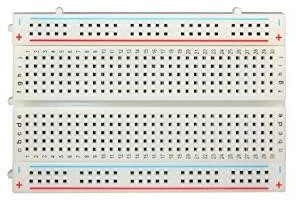 - -
+ +
1 2 3 4 5 6 7 8 9 10 11 12 13 14 15 16 17 18 19 20 21 22 23 24 25 26 27 28 29 30
j j
i i
h h
g g
f f
e e
d d
c c
b b
a a
1 2 3 4 5 6 7 8 9 10 11 12 13 14 15 16 17 18 19 20 21 22 23 24 25 26 27 28 29 30
- -
+ +